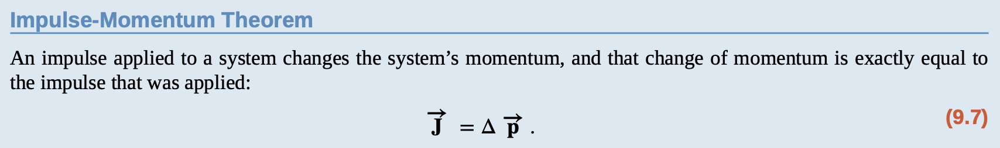 Impulse-Momentum Theorem
An impulse applied to a system changes the system’s momentum, and that change of momentum is exactly equal to
the impulse that was applied:
J⃗ = Δ p⃗ . (9.7)